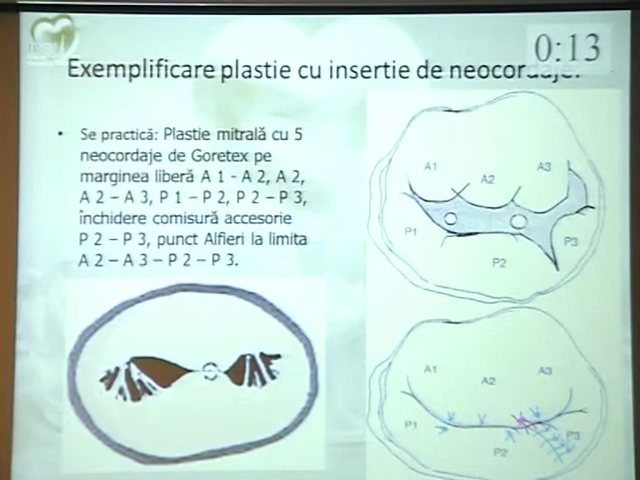 0:13
Exemplificare plastie cu insertie de neocordaje.
• Se practică: Plastie mitrală cu 5
neocordaje de Goretex pe
marginea liberă A 1 - A 2, A 2,
A 2 – A 3, P 1 – P 2, P 2 – P 3,
închidere comisură accesorie
P 2 – P 3, punct Alfieri la limita
A 2 – A 3 – P 2 – P 3.
A1
A2
A3
P1
P2
P3
A1
A2
A3
P1
P2
P3